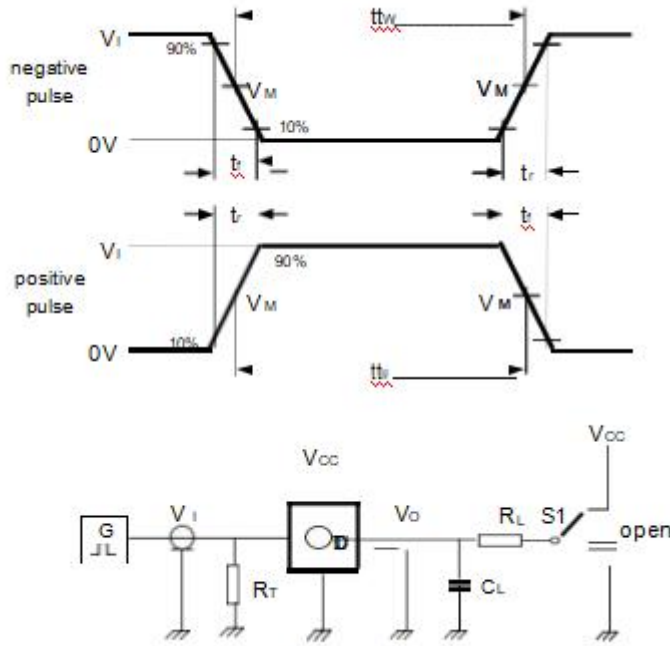 ttW
VI
90%
negative
pulse
VM
VM
10%
0V
tf
tr
tr
tf
VI
90%
positive
pulse
VM
VM
10%
0V
VCC
VCC
G
VI
VO
RL
S1
open
RT
CL